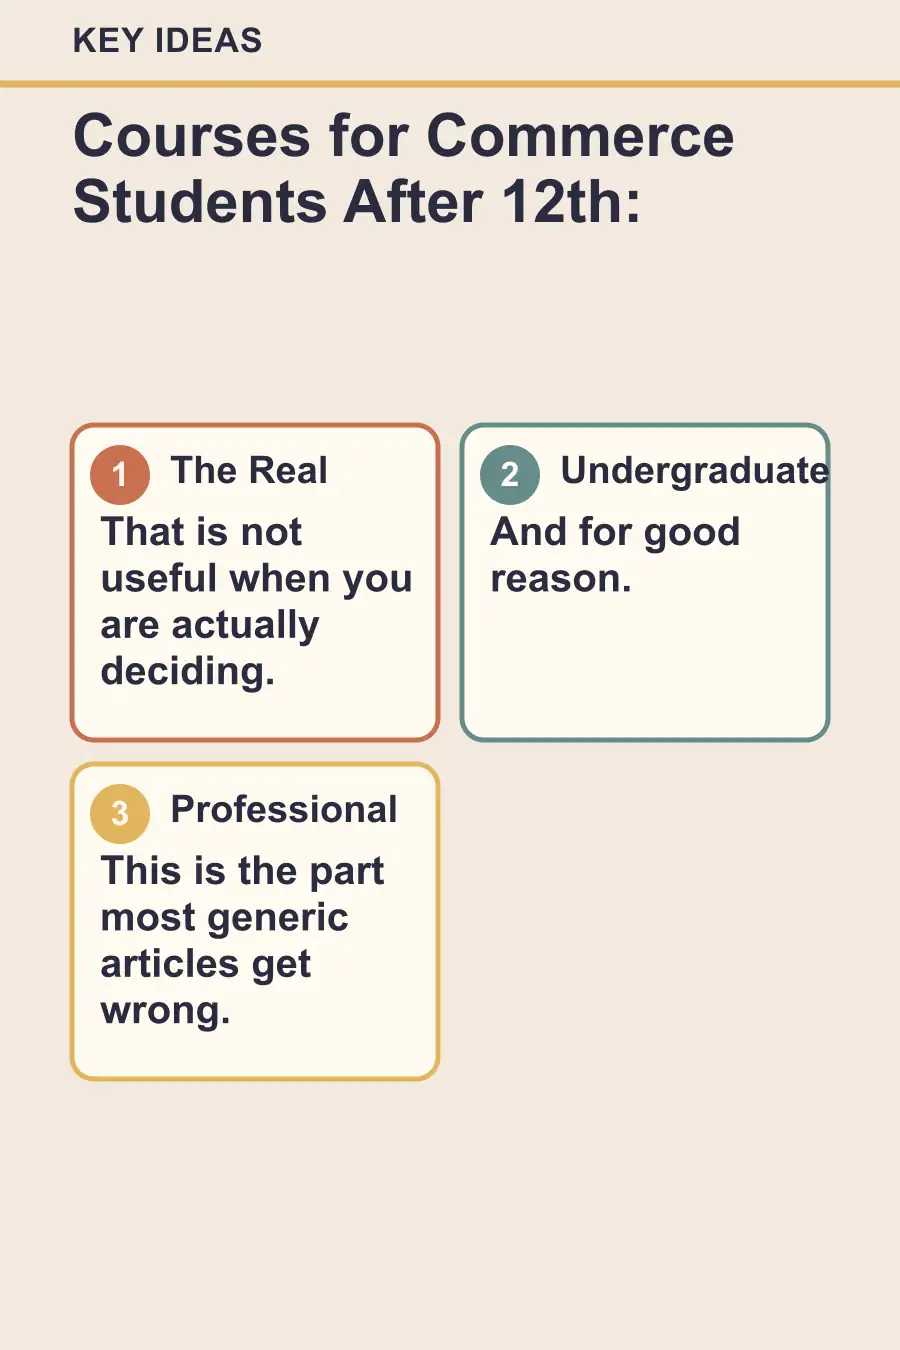 KEY IDEAS
Courses for Commerce
Students After 12th:
1 The Real
That is not
useful when you
are actually
deciding.
2 Undergraduate
And for good
reason.
3 Professional
This is the part
most generic
articles get
wrong.